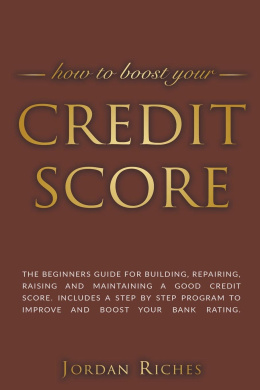 how to boost your
CREDIT
SCORE
THE BEGINNERS GUIDE FOR BUILDING, REPAIRING,
RAISING AND MAINTAINING A GOOD CREDIT
SCORE. INCLUDES A STEP BY STEP PROGRAM TO
IMPROVE AND BOOST YOUR BANK RATING.
JORDAN RICHES